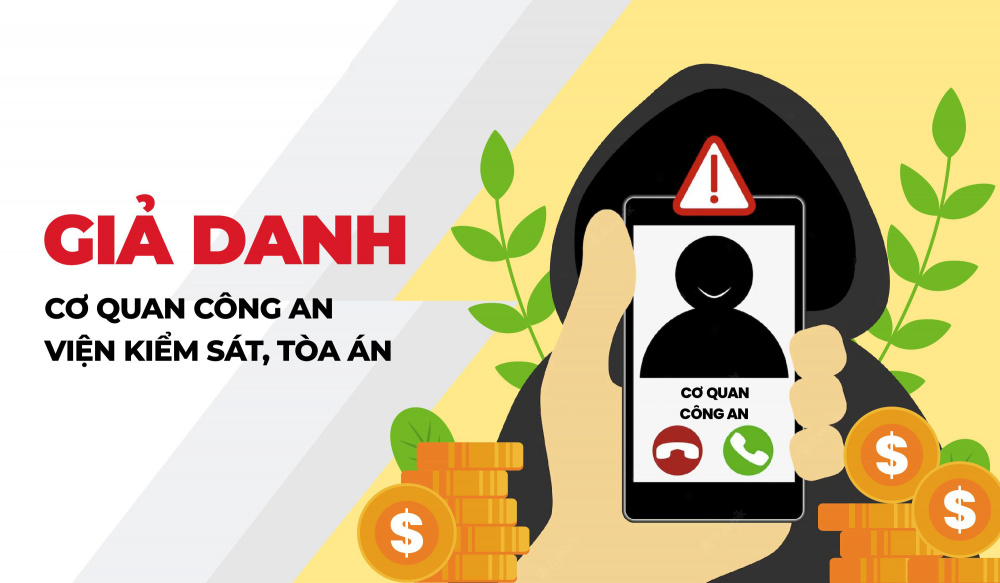 GIẢ DANH
CƠ QUAN CÔNG AN
VIỆN KIỂM SÁT, TÒA ÁN
CƠ QUAN
CÔNG AN
$
$
$